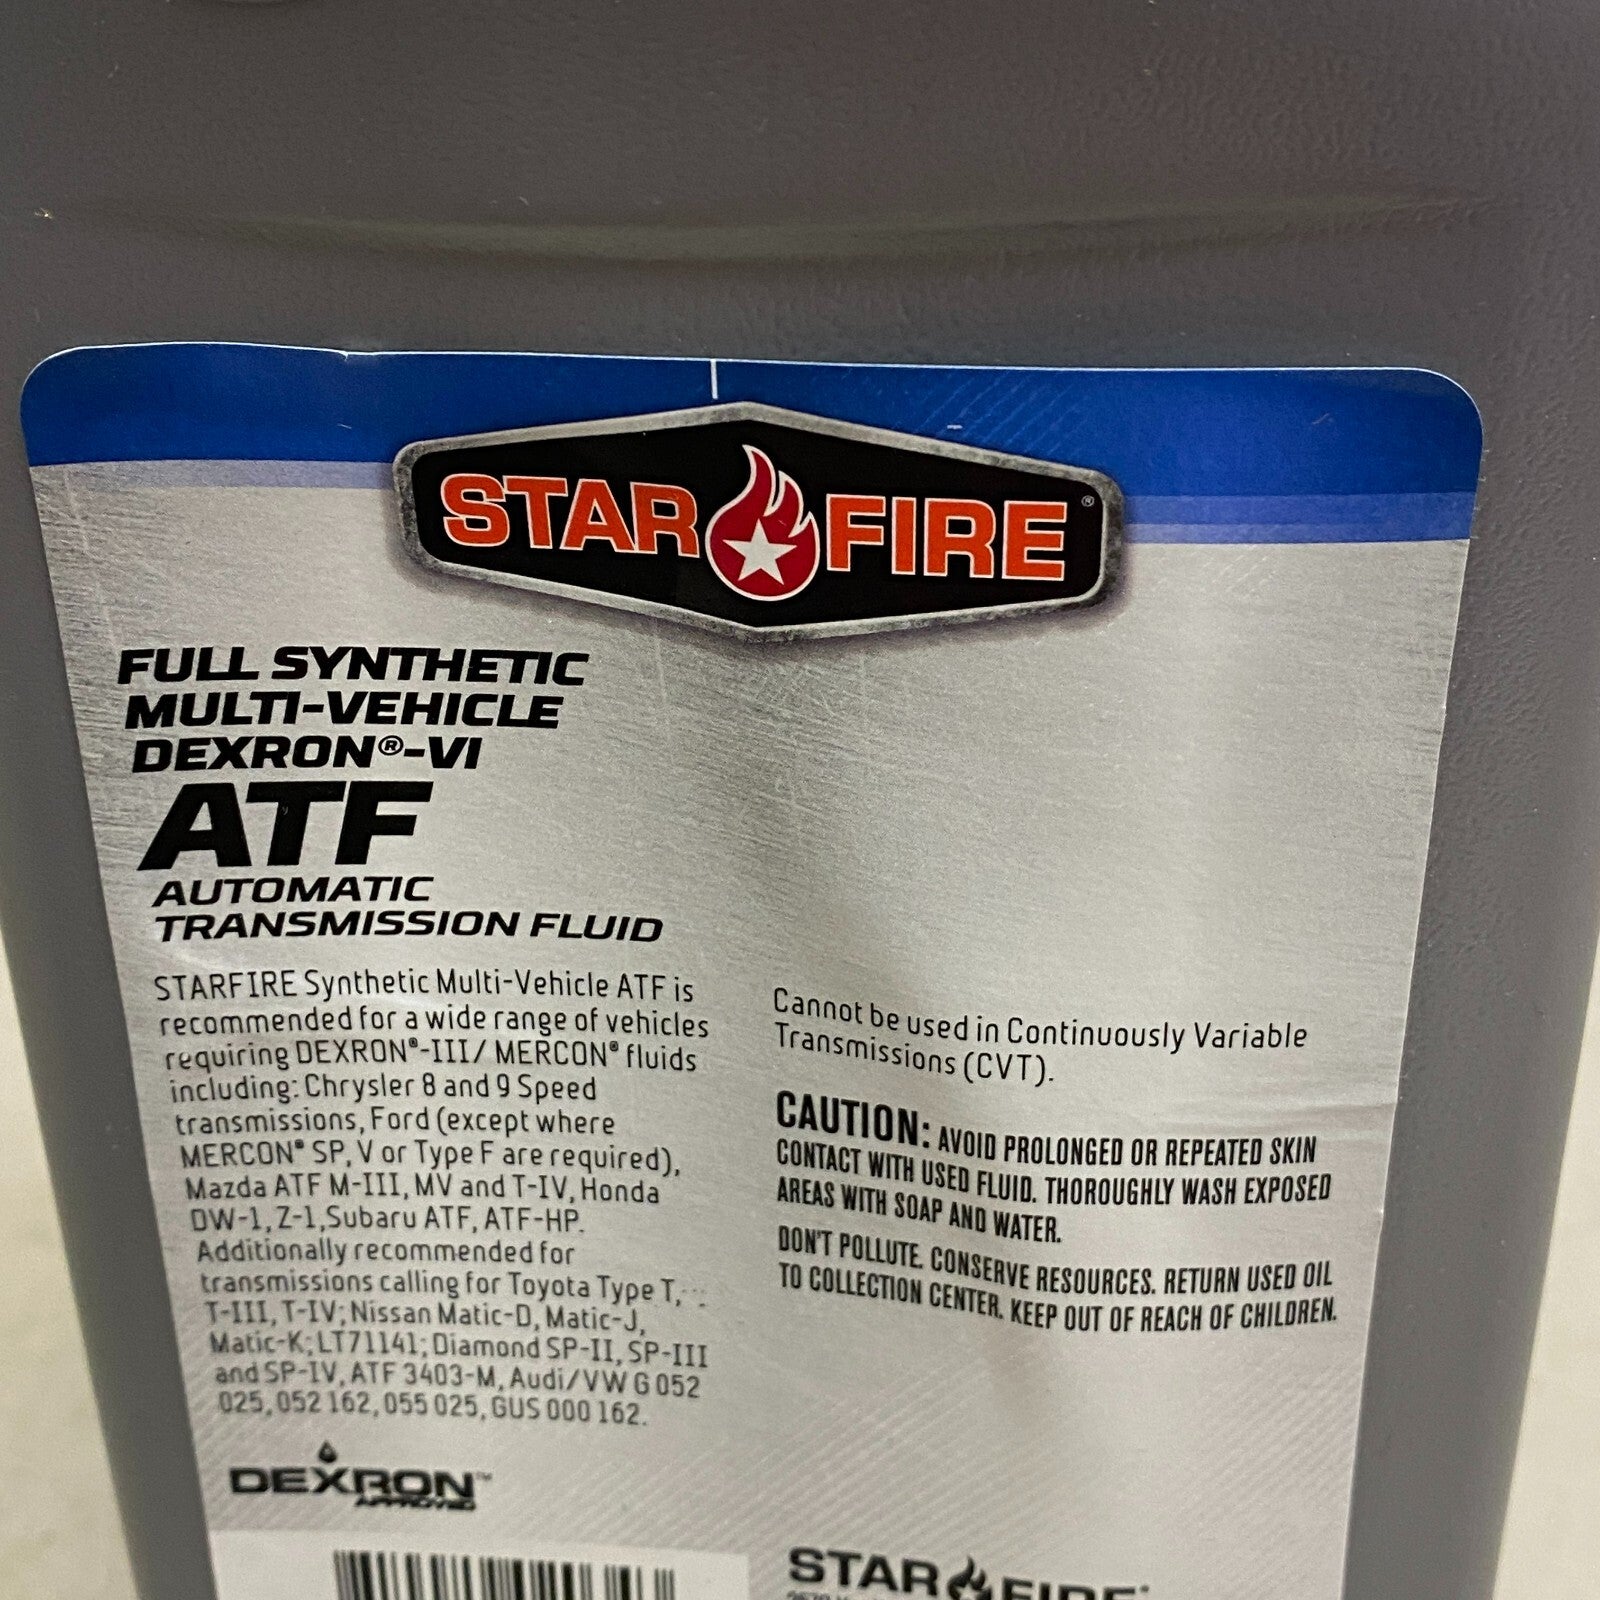 STAR FIRE®
FULL SYNTHETIC
MULTI-VEHICLE
DEXRON®-VI
ATF
AUTOMATIC
TRANSMISSION FLUID
STARFIRE Synthetic Multi-Vehicle ATF is
recommended for a wide range of vehicles
requiring DEXRON®-III/ MERCON® fluids
including: Chrysler 8 and 9 Speed
transmissions, Ford (except where
MERCON® SP, V or Type F are required),
Mazda ATF M-III, MV and T-IV, Honda
DW-1, Z-1, Subaru ATF, ATF-HP.
Additionally recommended for
transmissions calling for Toyota Type T,
T-III, T-IV; Nissan Matic-D, Matic-J,
Matic-K; LT71141; Diamond SP-II, SP-III
and SP-IV, ATF 3403-M, Audi/VW G 052
025, 052 162, 055 025, GUS 000 162.
DEXRON™
APPROVED
Cannot be used in Continuously Variable
Transmissions (CVT).
CAUTION: AVOID PROLONGED OR REPEATED SKIN
CONTACT WITH USED FLUID. THOROUGHLY WASH EXPOSED
AREAS WITH SOAP AND WATER.
DON'T POLLUTE. CONSERVE RESOURCES. RETURN USED OIL
TO COLLECTION CENTER. KEEP OUT OF REACH OF CHILDREN.
STAR FIRE